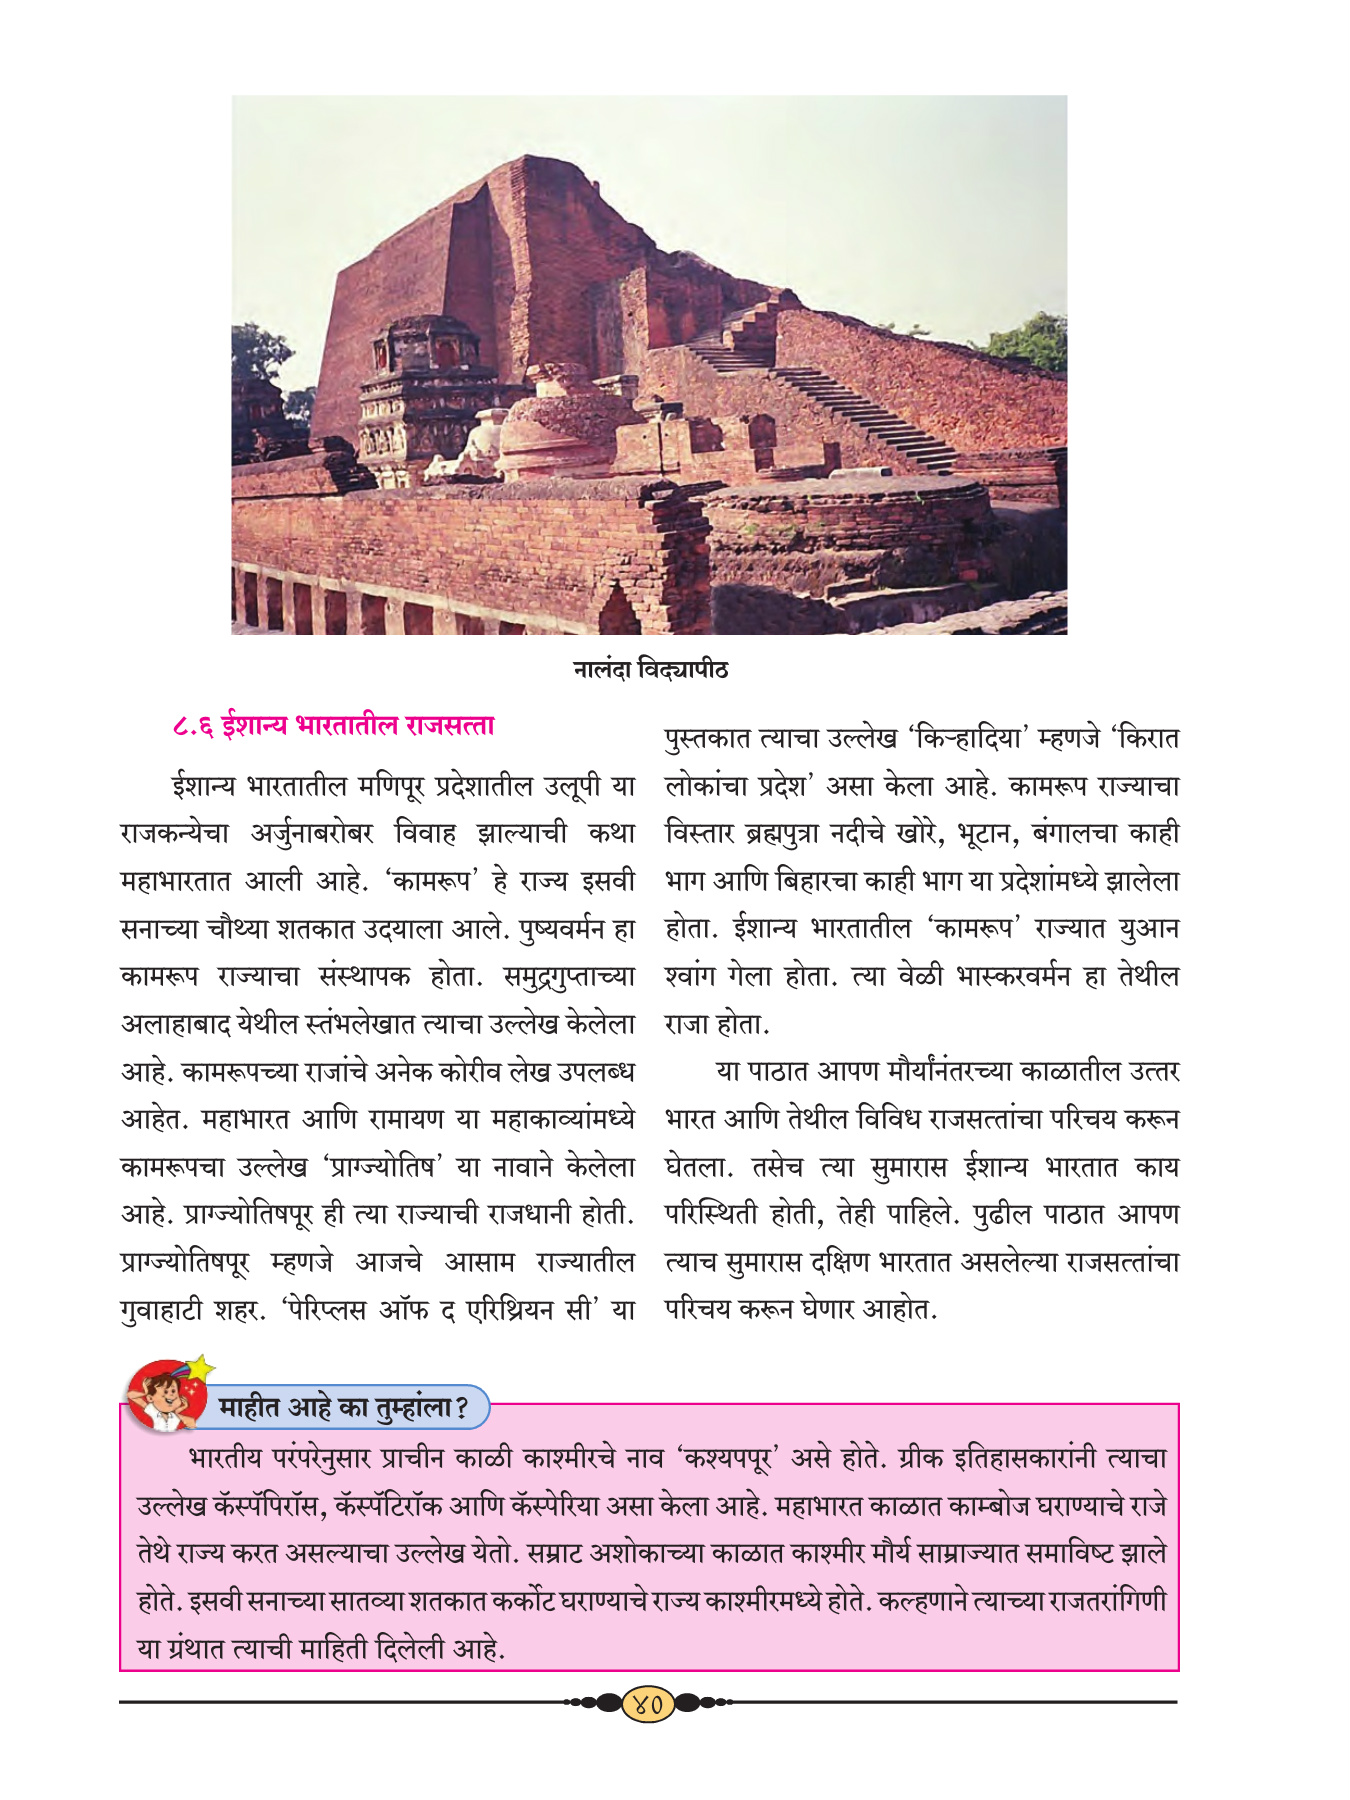 नालंदा विद्यापीठ
८.६ ईशान्य भारतातील राजसत्ता
ईशान्य भारतातील मणिपूर प्रदेशातील उलूपी या
राजकन्येचा अर्जुनाबरोबर विवाह झाल्याची कथा
महाभारतात आली आहे. ‘कामरूप’ हे राज्य इसवी
सनाच्या चौथ्या शतकात उदयाला आले. पुष्यवर्मन हा
कामरूप राज्याचा संस्थापक होता. समुद्रगुप्ताच्या
अलाहाबाद येथील स्तंभलेखात त्याचा उल्लेख केलेला
आहे. कामरूपच्या राजांचे अनेक कोरीव लेख उपलब्ध
आहेत. महाभारत आणि रामायण या महाकाव्यांमध्ये
कामरूपचा उल्लेख ‘प्राग्ज्योतिष’ या नावाने केलेला
आहे. प्राग्ज्योतिषपूर ही त्या राज्याची राजधानी होती.
प्राग्ज्योतिषपूर म्हणजे आजचे आसाम राज्यातील
गुवाहाटी शहर. ‘पेरिप्लस ऑफ द एरिथ्रियन सी’ या
पुस्तकात त्याचा उल्लेख ‘किऱ्हादिया’ म्हणजे ‘किरात
लोकांचा प्रदेश’ असा केला आहे. कामरूप राज्याचा
विस्तार ब्रह्मपुत्रा नदीचे खोरे, भूटान, बंगालचा काही
भाग आणि बिहारचा काही भाग या प्रदेशांमध्ये झालेला
होता. ईशान्य भारतातील ‘कामरूप’ राज्यात युआन
श्वांग गेला होता. त्या वेळी भास्करवर्मन हा तेथील
राजा होता.
या पाठात आपण मौर्यांनंतरच्या काळातील उत्तर
भारत आणि तेथील विविध राजसत्तांचा परिचय करून
घेतला. तसेच त्या सुमारास ईशान्य भारतात काय
परिस्थिती होती, तेही पाहिले. पुढील पाठात आपण
त्याच सुमारास दक्षिण भारतात असलेल्या राजसत्तांचा
परिचय करून घेणार आहोत.
माहीत आहे का तुम्हांला?
भारतीय परंपरेनुसार प्राचीन काळी काश्मीरचे नाव ‘कश्यपपूर’ असे होते. ग्रीक इतिहासकारांनी त्याचा
उल्लेख कॅस्पॅपिरॉस, कॅस्पॅटिरॉक आणि कॅस्पेरिया असा केला आहे. महाभारत काळात काम्बोज घराण्याचे राजे
तेथे राज्य करत असल्याचा उल्लेख येतो. सम्राट अशोकाच्या काळात काश्मीर मौर्य साम्राज्यात समाविष्ट झाले
होते. इसवी सनाच्या सातव्या शतकात कर्कोट घराण्याचे राज्य काश्मीरमध्ये होते. कल्हणाने त्याच्या राजतरांगिणी
या ग्रंथात त्याची माहिती दिलेली आहे.
४०